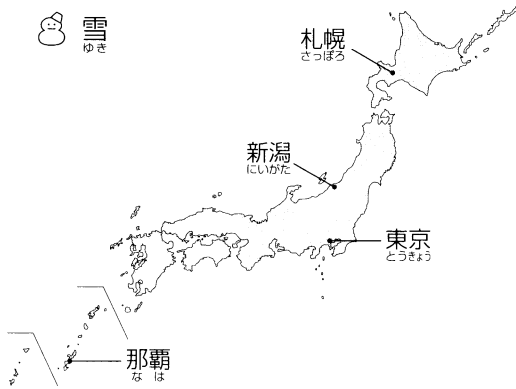 雪
ゆき
札幌
さっぽろ
新潟
にいがた
東京
とうきょう
那覇
なは